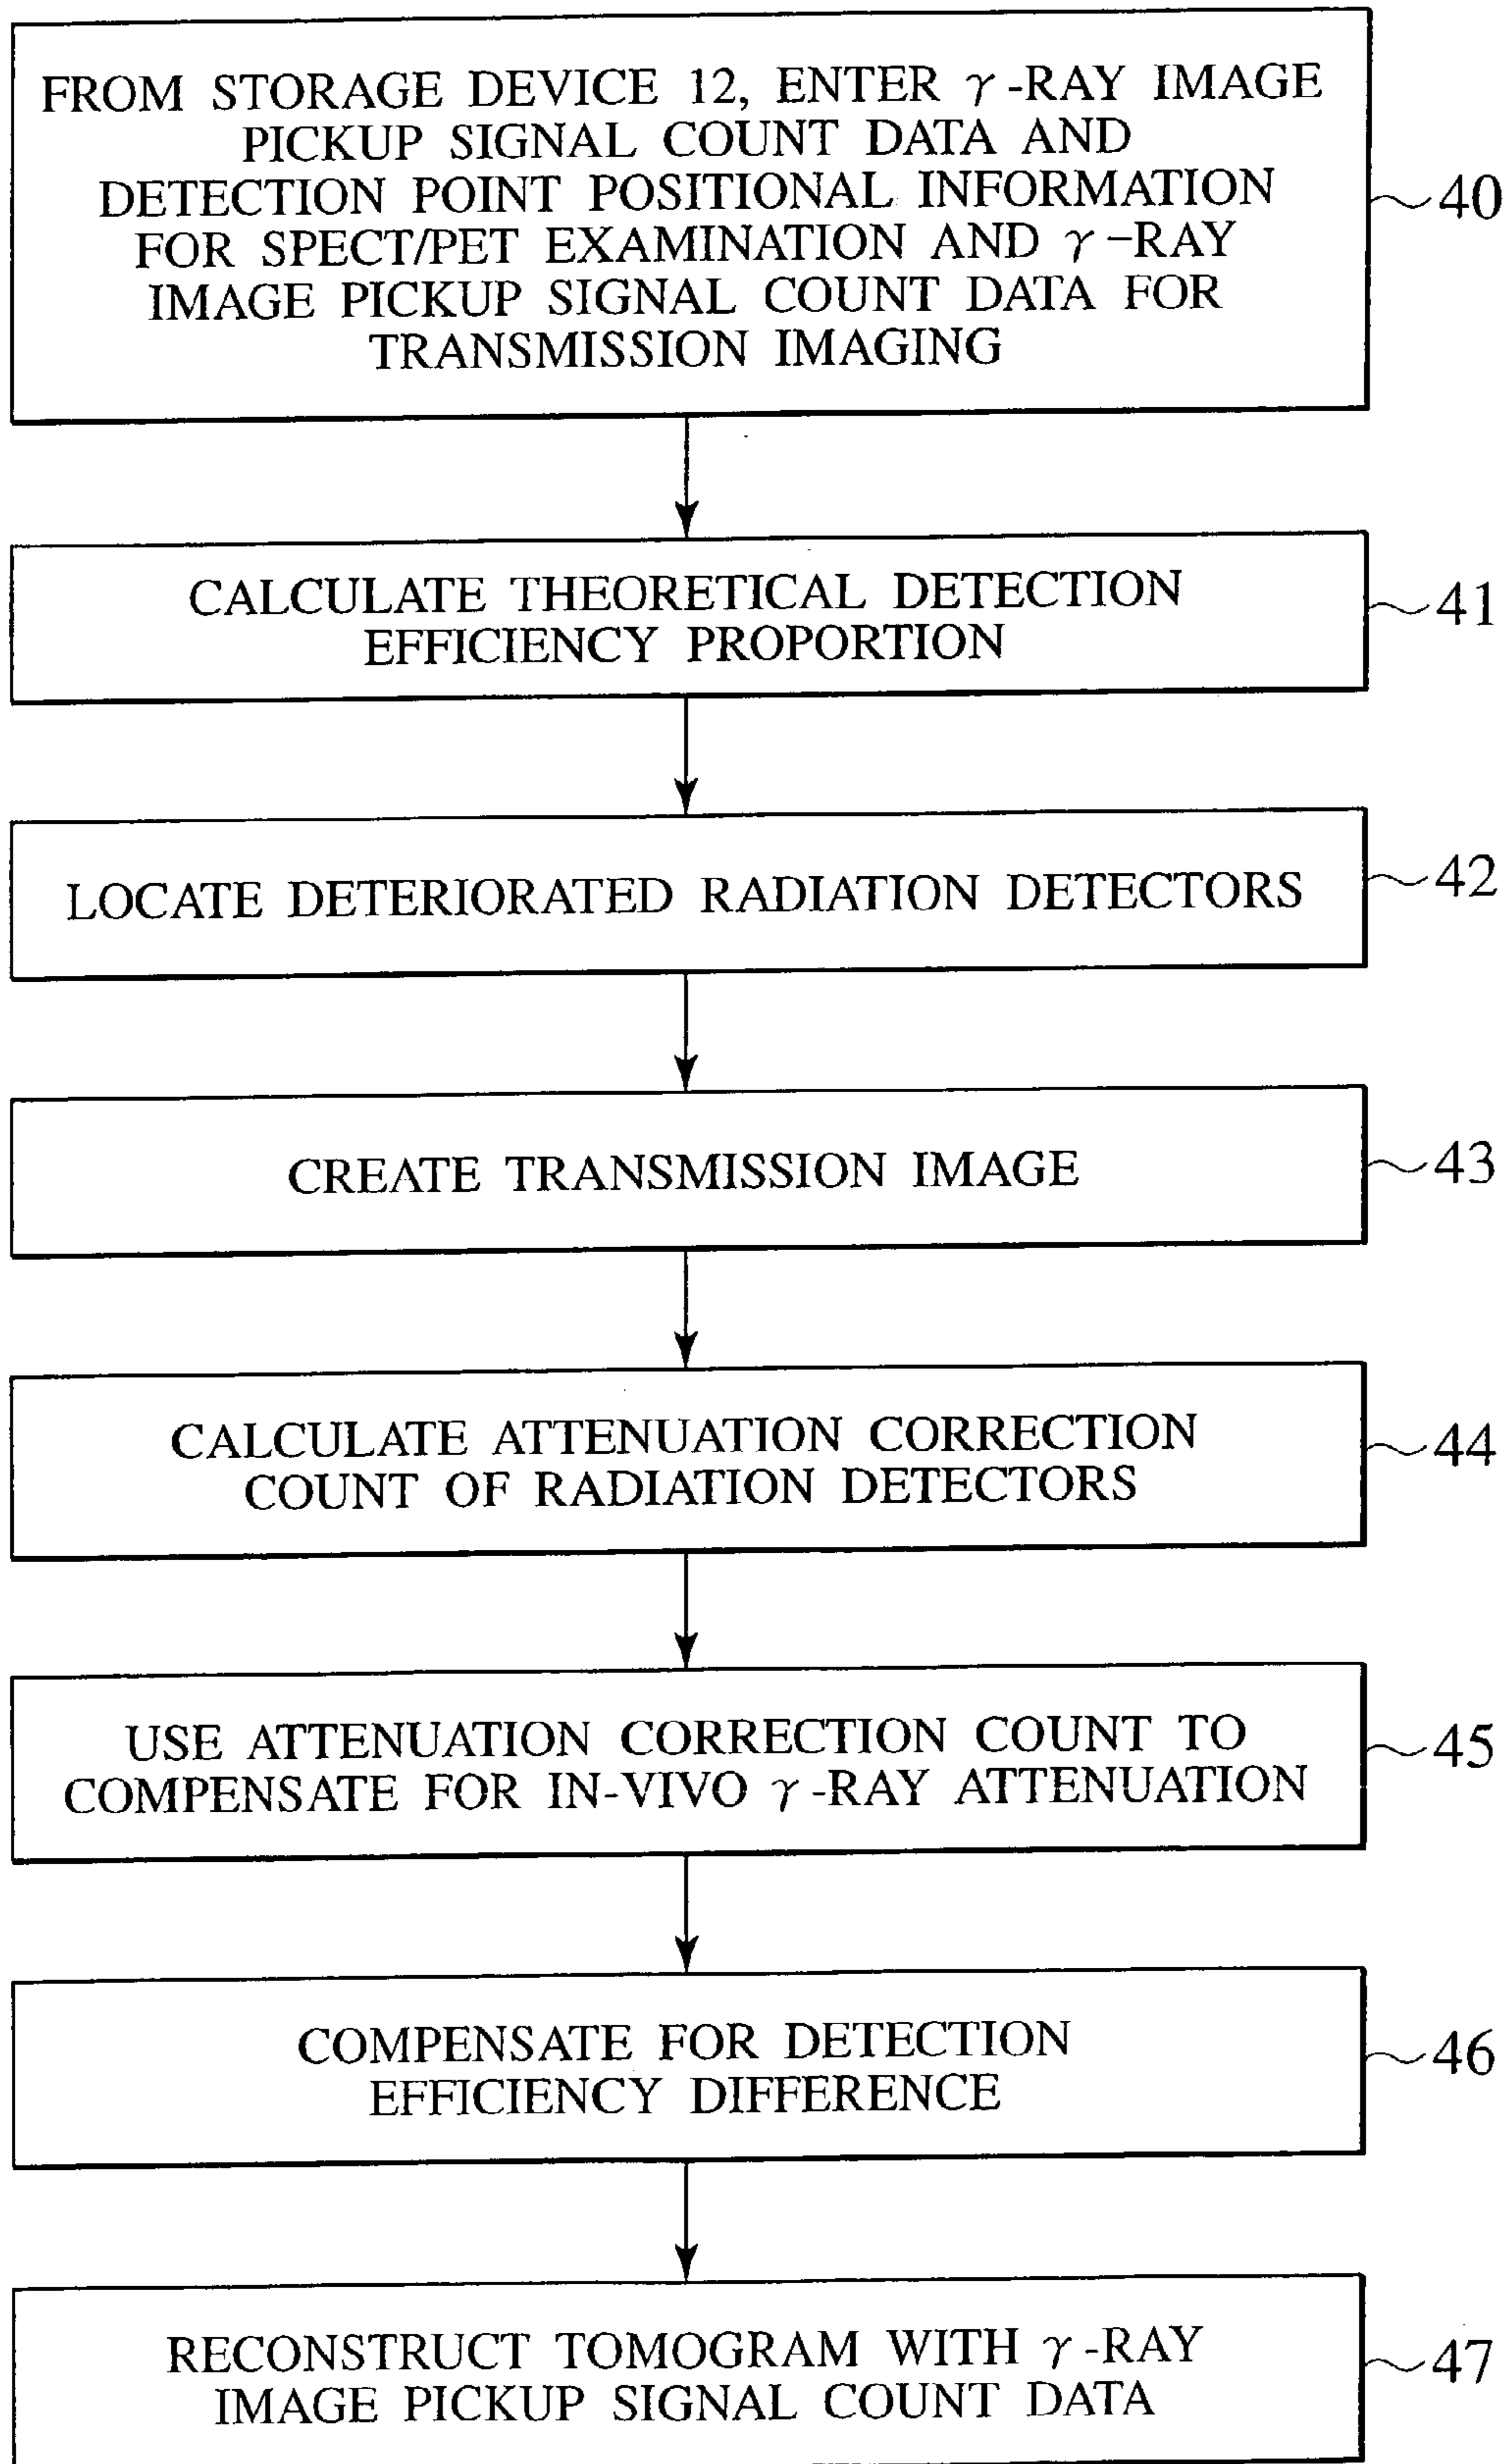 FROM STORAGE DEVICE 12, ENTER γ-RAY IMAGE
PICKUP SIGNAL COUNT DATA AND
DETECTION POINT POSITIONAL INFORMATION
FOR SPECT/PET EXAMINATION AND γ-RAY
IMAGE PICKUP SIGNAL COUNT DATA FOR
TRANSMISSION IMAGING
40
CALCULATE THEORETICAL DETECTION
EFFICIENCY PROPORTION
41
LOCATE DETERIORATED RADIATION DETECTORS
42
CREATE TRANSMISSION IMAGE
43
CALCULATE ATTENUATION CORRECTION
COUNT OF RADIATION DETECTORS
44
USE ATTENUATION CORRECTION COUNT TO
COMPENSATE FOR IN-VIVO γ-RAY ATTENUATION
45
COMPENSATE FOR DETECTION
EFFICIENCY DIFFERENCE
46
RECONSTRUCT TOMOGRAM WITH γ-RAY
IMAGE PICKUP SIGNAL COUNT DATA
47